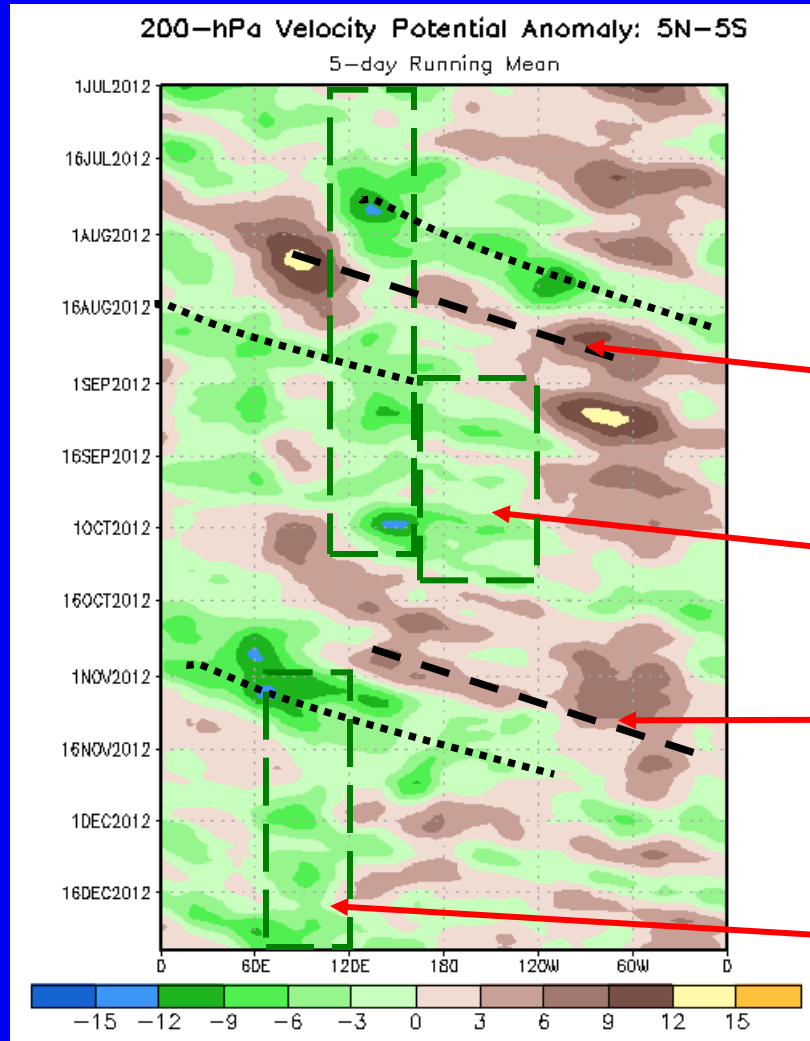 200-hPa Velocity Potential Anomaly: 5N-5S
5-day Running Mean
1JUL2012
16JUL2012
1AUG2012
16AUG2012
1SEP2012
16SEP2012
1OCT2012
16OCT2012
1NOV2012
16NOV2012
1DEC2012
16DEC2012
0 60E 120E 180 120W 60W 0
-15 -12 -9 -6 -3 0 3 6 9 12 15